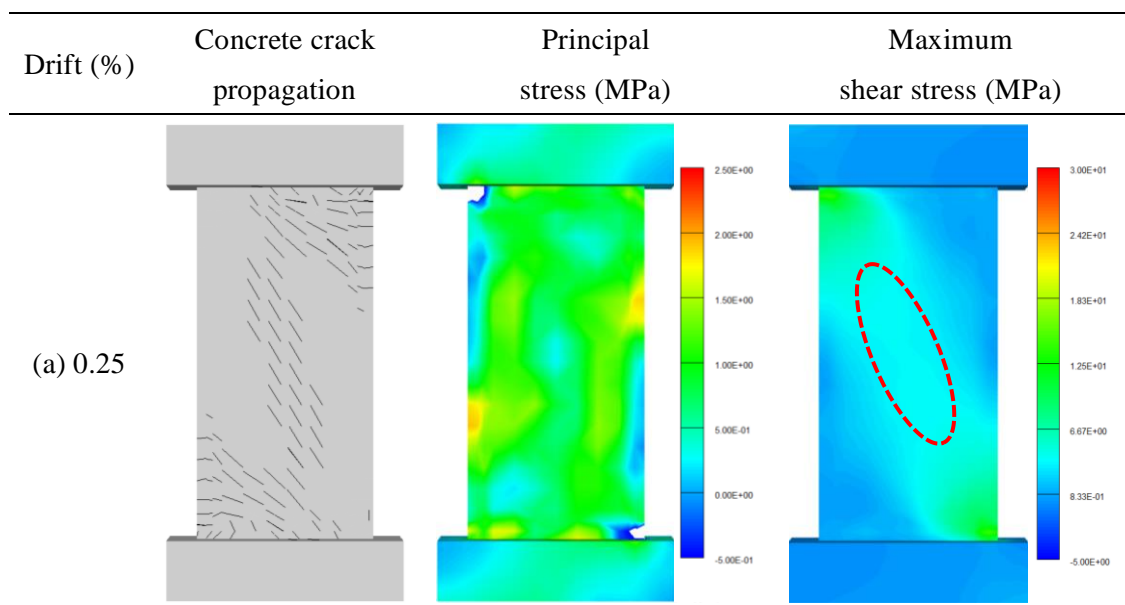 Drift (%)
Concrete crack
propagation
Principal
stress (MPa)
Maximum
shear stress (MPa)
(a) 0.25
2.50E+00
2.00E+00
1.50E+00
1.00E+00
5.00E-01
0.00E+00
-5.00E-01
3.00E+01
2.42E+01
1.83E+01
1.25E+01
6.67E+00
8.33E-01
-5.00E+00